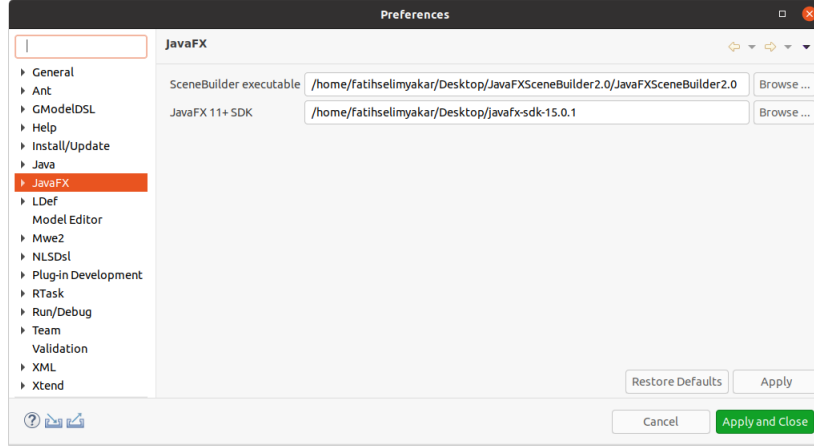 Preferences
JavaFX
General
Ant
GModelDSL
Help
Install/Update
Java
JavaFX
LDef
Model Editor
Mwe2
NLSDsl
Plug-in Development
RTask
Run/Debug
Team
Validation
XML
Xtend
SceneBuilder executable /home/fatihselimyakar/Desktop/JavaFXSceneBuilder2.0/JavaFXSceneBuilder2.0 Browse ...
JavaFX 11+ SDK /home/fatihselimyakar/Desktop/javafx-sdk-15.0.1 Browse ...
Restore Defaults Apply
? Cancel Apply and Close